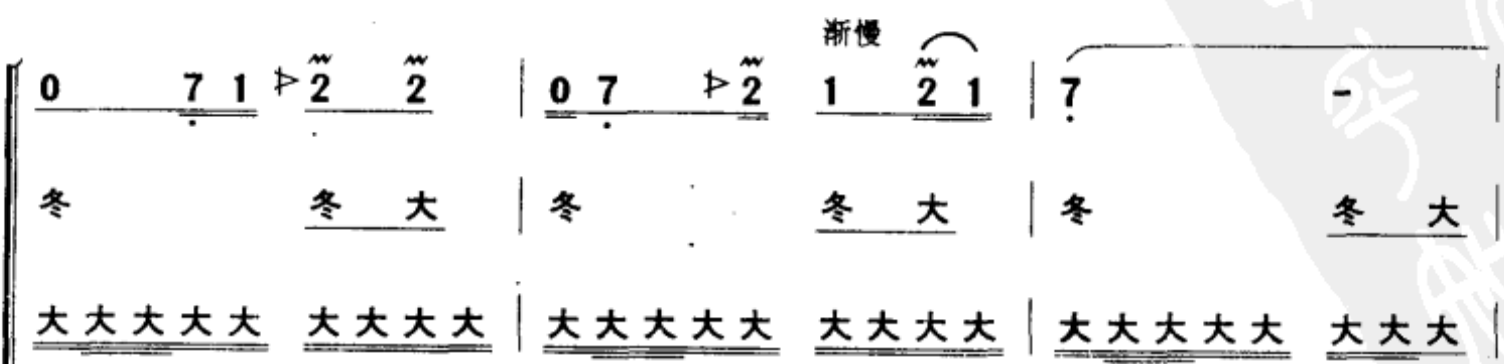 渐慢
0 7 1 2 2 | 0 7 2 1 2 1 | 7 -
冬 冬 大 | 冬 冬 大 | 冬 冬 大
大 大 大 大 大 大 大 大 大 | 大 大 大 大 大 大 大 大 大 | 大 大 大 大 大 大 大 大